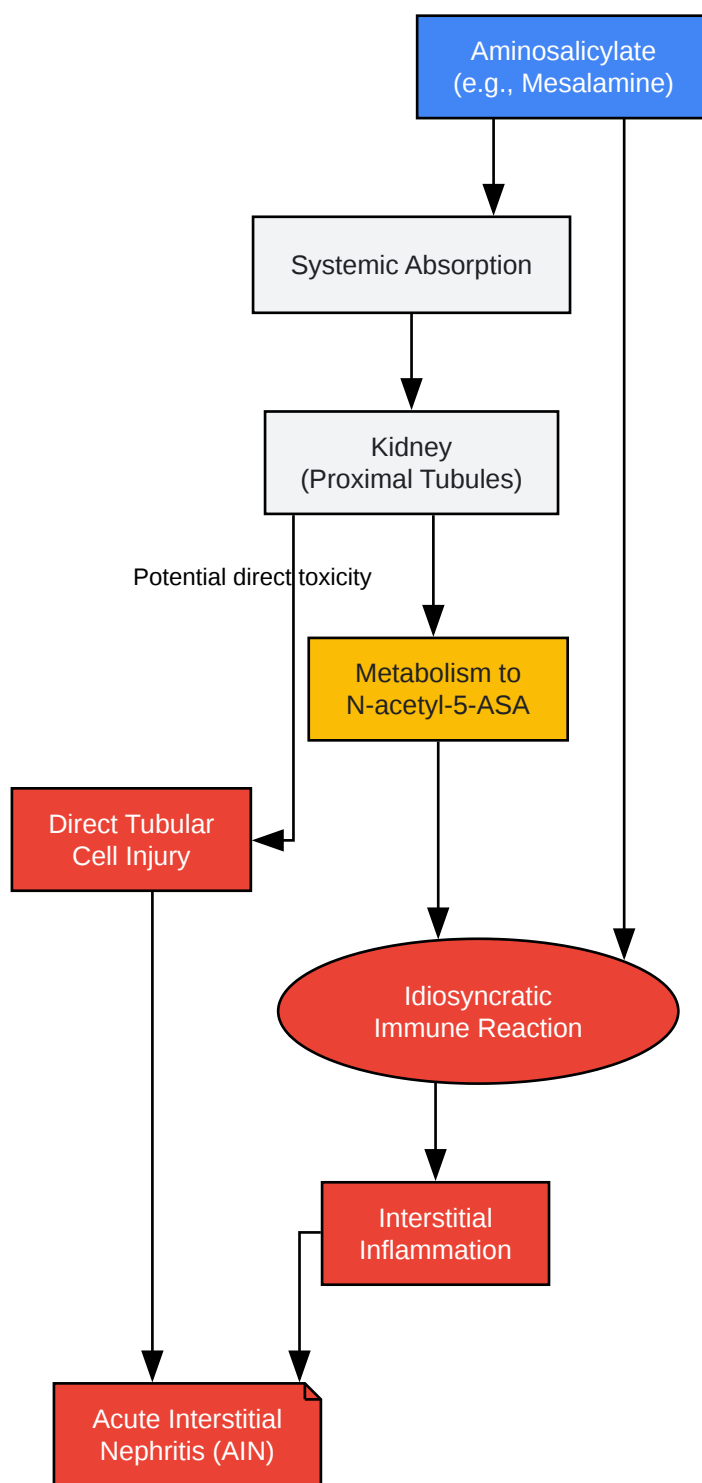 Aminosalicylate
(e.g., Mesalamine)
Systemic Absorption
Kidney
(Proximal Tubules)
Potential direct toxicity
Metabolism to
N-acetyl-5-ASA
Direct Tubular
Cell Injury
Idiosyncratic
Immune Reaction
Interstitial
Inflammation
Acute Interstitial
Nephritis (AIN)